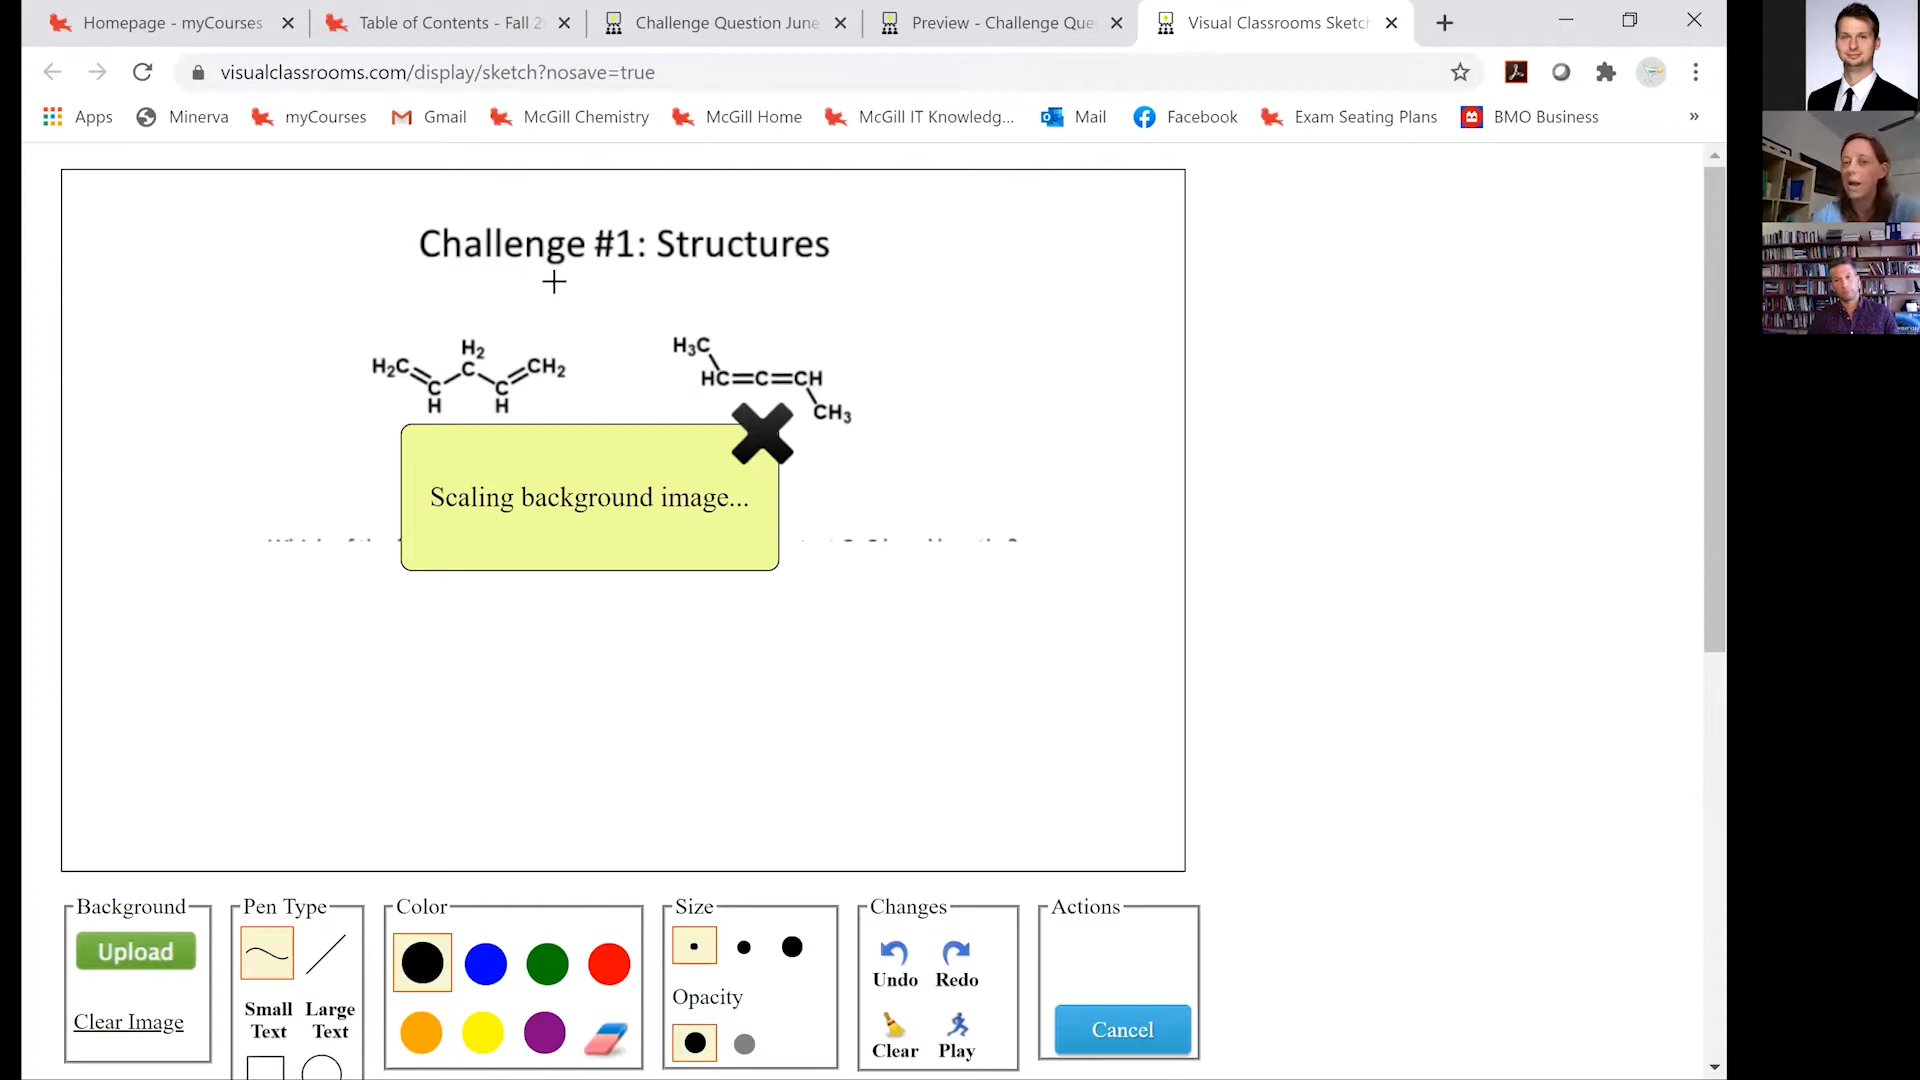 Homepage - myCourses
Table of Contents - Fall 2
Challenge Question June
Preview - Challenge Que
Visual Classrooms Sketch
visualclassrooms.com/display/sketch?nosave=true
Apps
Minerva
myCourses
Gmail
McGill Chemistry
McGill Home
McGill IT Knowledg...
Mail
Facebook
Exam Seating Plans
BMO Business
»
Challenge #1: Structures
H₂C
C
H
H₂
C
C
H
CH₂
H₃C
HC=C=CH
CH₃
Scaling background image...
Background
Upload
Clear Image
Pen Type
Small Text
Large Text
Color
Size
Opacity
Changes
Undo
Redo
Clear
Play
Actions
Cancel